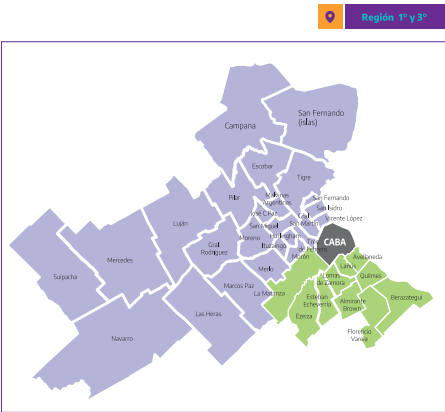 Región 1° y 3°
San Fernando
(islas)
Campana
Escobar
Tigre
Pilar
Malvinas
Argentinas
San Fernando
José C. Paz
San Isidro
Luján
Gral.
San Martín
Vicente López
San Miguel
Moreno
Hurlingham
Gral.
Rodríguez
Ituzaingó
Tres
de Febrero
CABA
Mercedes
Morón
Avellaneda
Suipacha
Merlo
Lanús
Lomas
de Zamora
Quilmes
Marcos Paz
La Matanza
Esteban
Echeverría
Almirante
Brown
Berazategui
Las Heras
Ezeiza
Florencio
Varela
Navarro